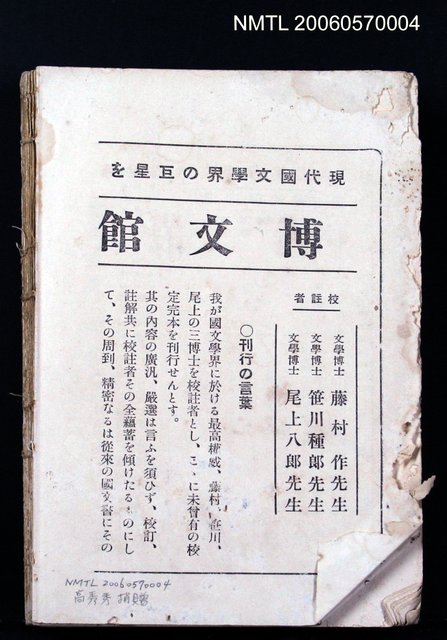 NMTL 20060570004
現代國文學界の巨星を
博文館
校註者
文學博士 藤村 作先生
文學博士 笹川種郎先生
文學博士 尾上八郎先生
○刊行の言葉
我が國文學界に於ける最高權威、藤村、笹川、
尾上の三博士を校註者とし、こゝに未曾有の校
定完本を刊行せんとす。
其の內容の廣汎、嚴選は言ふを須ひず、校訂、
註解共に校註者その全蘊蓄を傾けたるものにし
て、その周到、精密なるは從來の國文書にその
NMTL 20060570004
高秀秀 捐贈